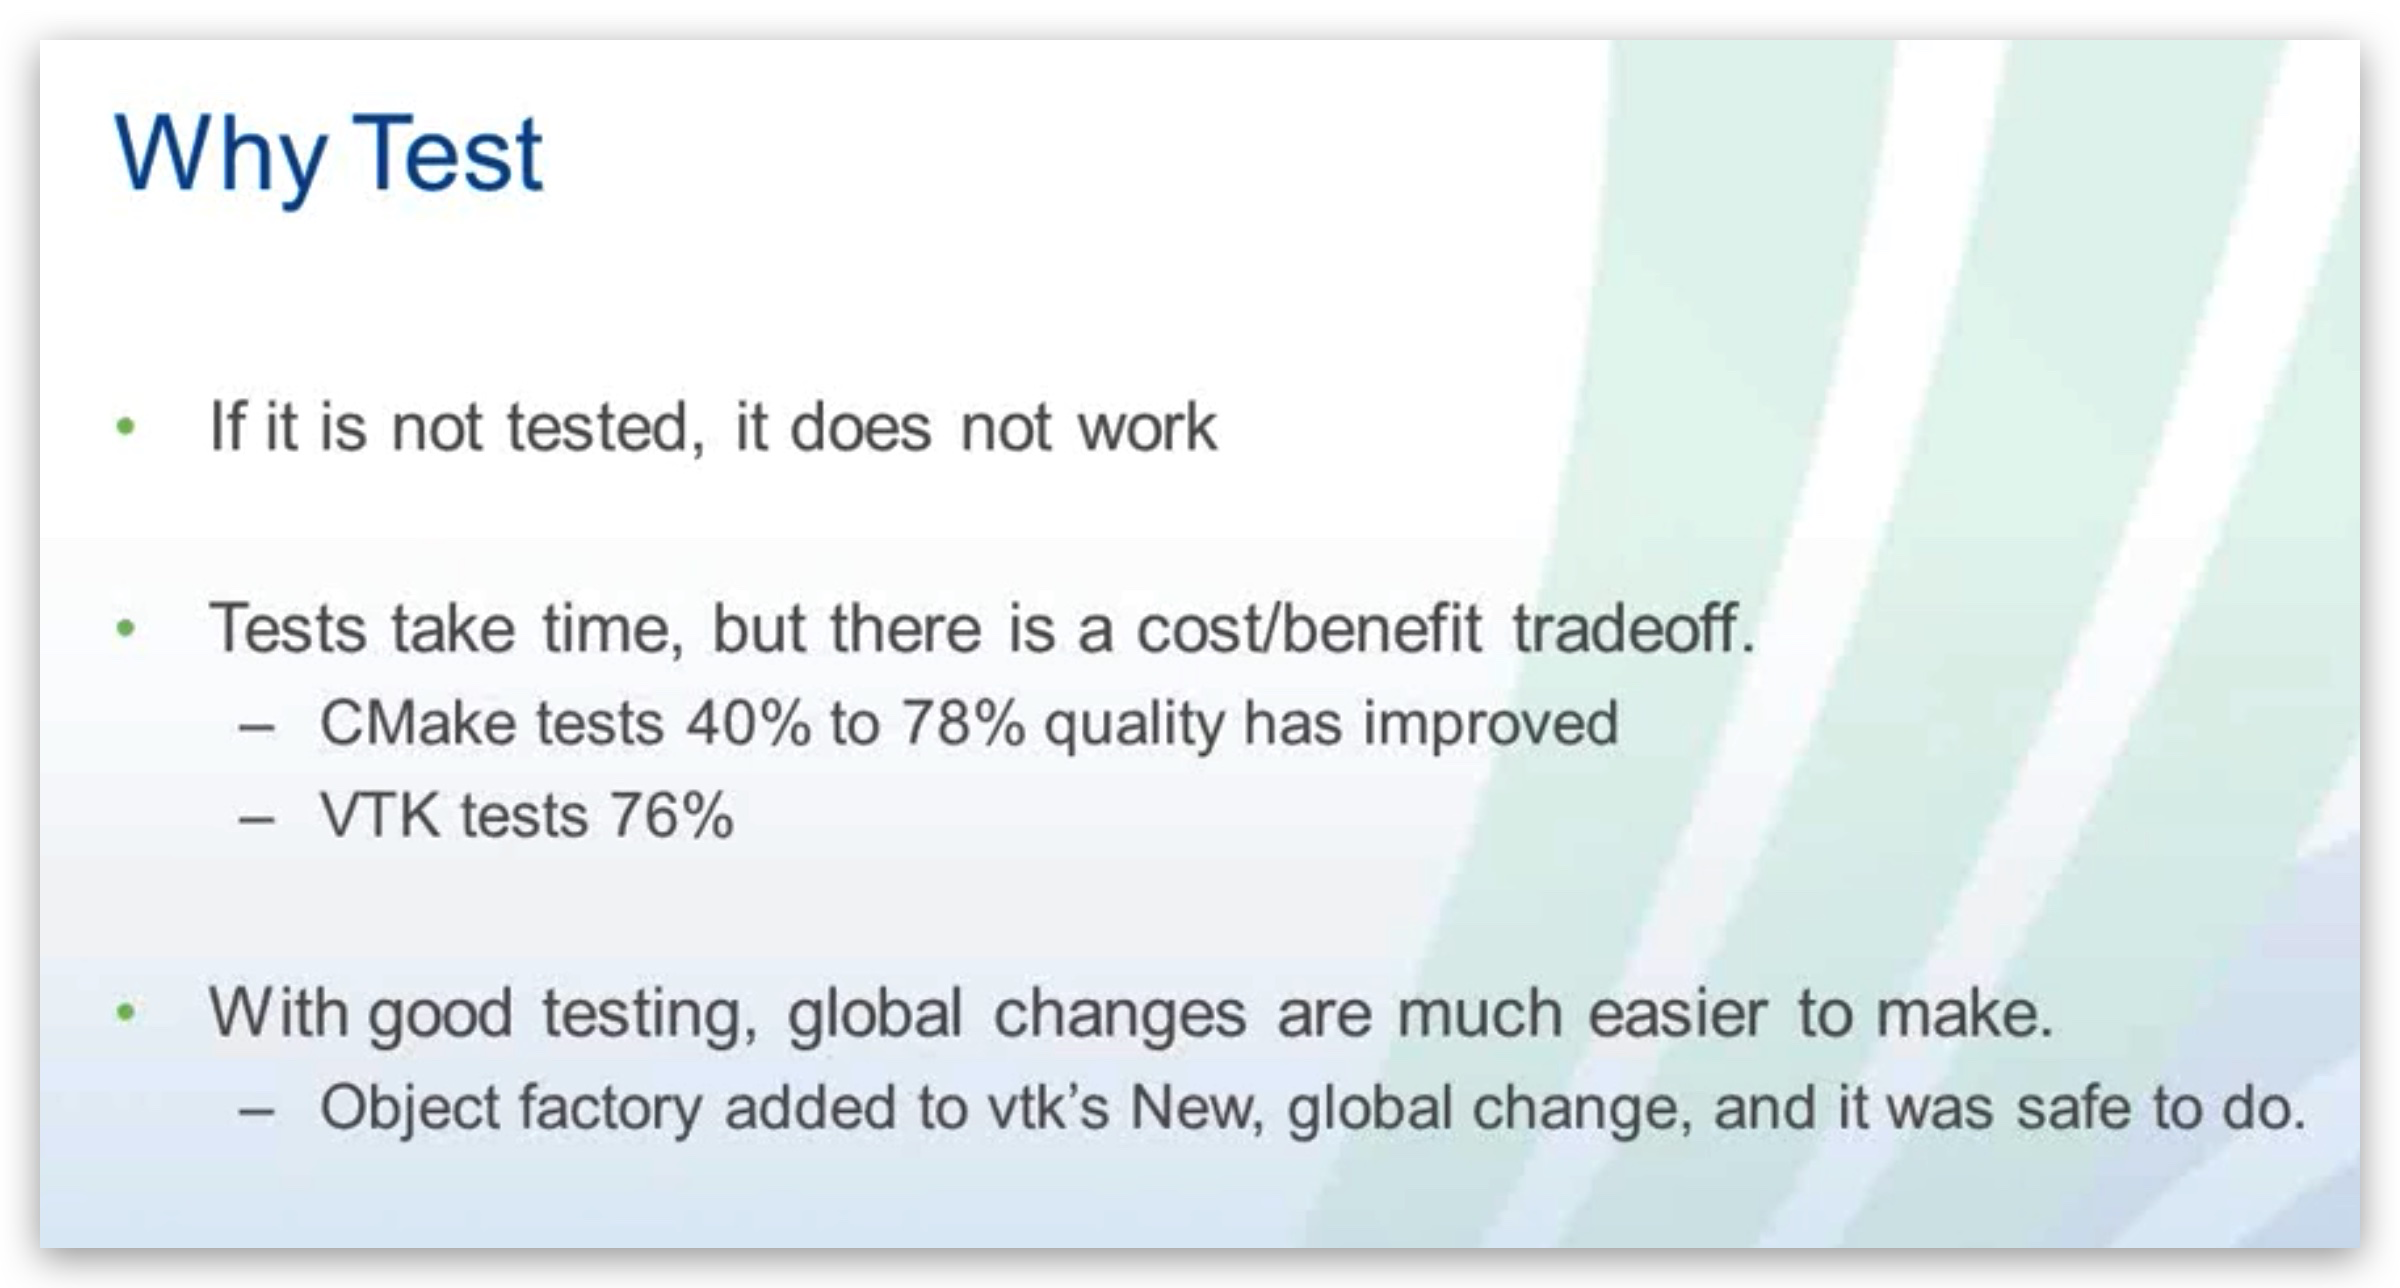 Why Test
• If it is not tested, it does not work
• Tests take time, but there is a cost/benefit tradeoff.
– CMake tests 40% to 78% quality has improved
– VTK tests 76%
• With good testing, global changes are much easier to make.
– Object factory added to vtk’s New, global change, and it was safe to do.